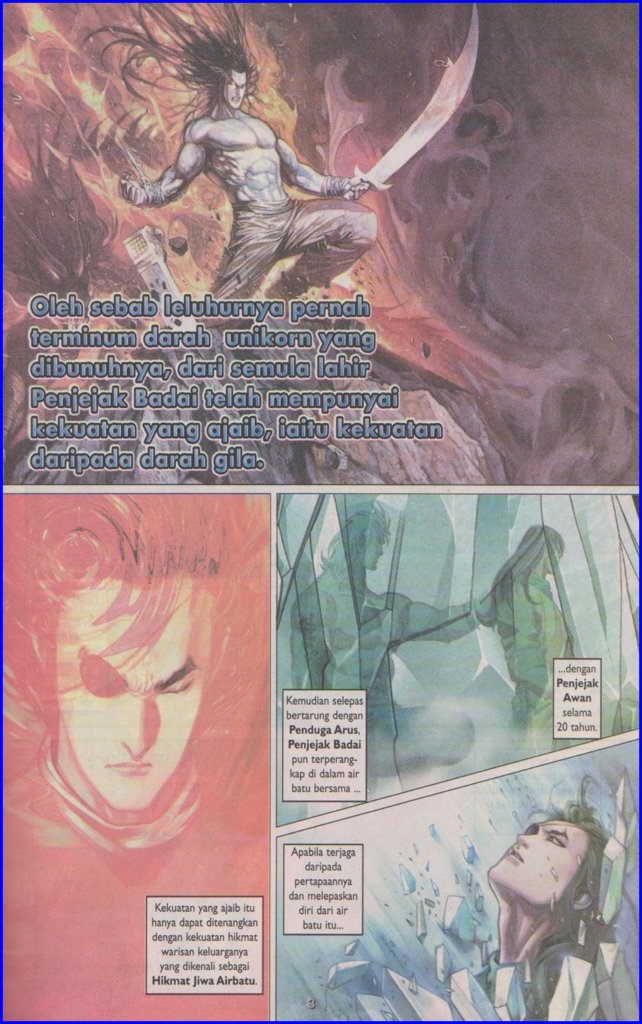 Oleh sebab leluhurnya pernah
terminum darah unikorn yang
dibunuhnya, dari semula lahir
Penjejak Badai telah mempunyai
kekuatan yang ajaib, iaitu kekuatan
daripada darah gila.
Kekuatan yang ajaib itu
hanya dapat ditenangkan
dengan kekuatan hikmat
warisan keluarganya
yang dikenali sebagai
Hikmat Jiwa Airbatu.
Kemudian selepas
bertarung dengan
Penduga Arus,
Penjejak Badai
pun terperang-
kap di dalam air
batu bersama ...
...dengan
Penjejak
Awan
selama
20 tahun.
Apabila terjaga
daripada
pertapaannya
dan melepaskan
diri dari air
batu itu...
3